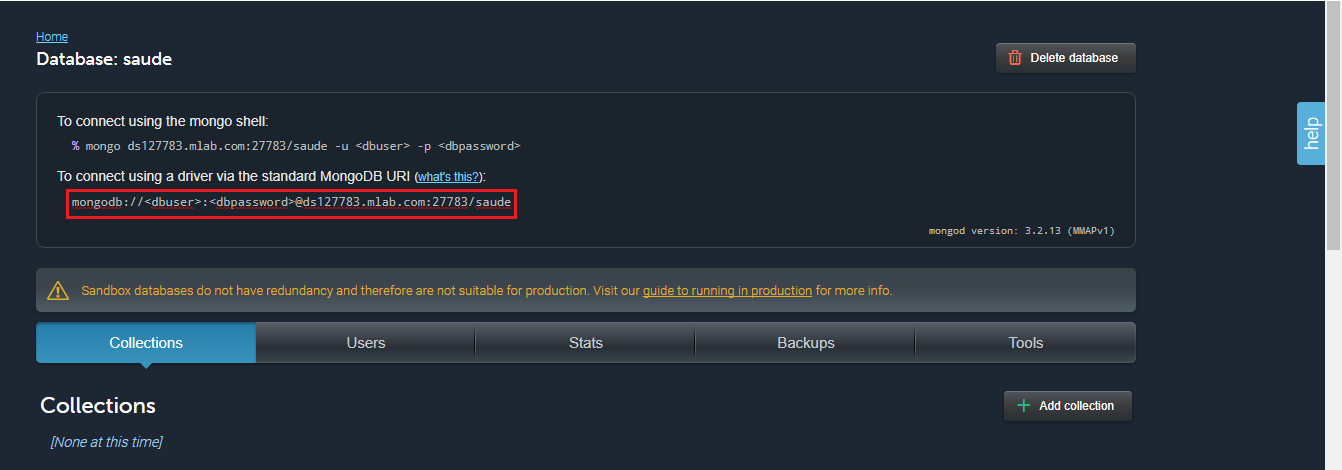 Home
Database: saude
Delete database
To connect using the mongo shell:
% mongo ds127783.mlab.com:27783/saude -u <dbuser> -p <dbpassword>
To connect using a driver via the standard MongoDB URI (what's this?):
mongodb://<dbuser>:<dbpassword>@ds127783.mlab.com:27783/saude
mongod version: 3.2.13 (MMAPv1)
help
Sandbox databases do not have redundancy and therefore are not suitable for production. Visit our guide to running in production for more info.
Collections Users Stats Backups Tools
Collections
Add collection
[None at this time]